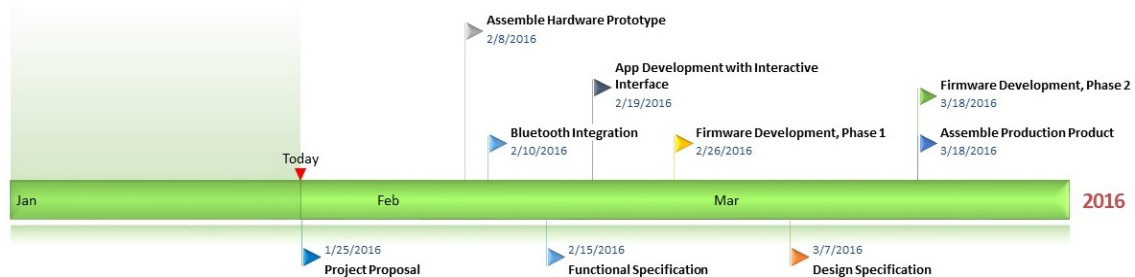 Assemble Hardware Prototype
2/8/2016
App Development with Interactive
Interface
2/19/2016
Firmware Development, Phase 2
3/18/2016
Bluetooth Integration
2/10/2016
Firmware Development, Phase 1
2/26/2016
Assemble Production Product
3/18/2016
Today
Jan
Feb
Mar
2016
1/25/2016
Project Proposal
2/15/2016
Functional Specification
3/7/2016
Design Specification